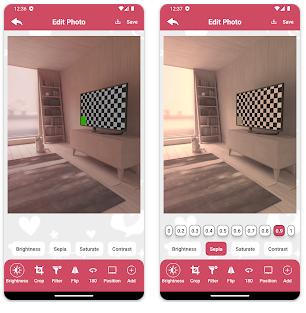 12:36
Edit Photo
Save
Brightness Sepia Saturate Contrast
Brightness Crop Filter Flip 180 Position Add
12:37
Edit Photo
Save
0 0.1 0.2 0.3 0.4 0.5 0.6 0.7 0.8 0.9 1
Brightness Sepia Saturate Contrast
Brightness Crop Filter Flip 180 Position Add